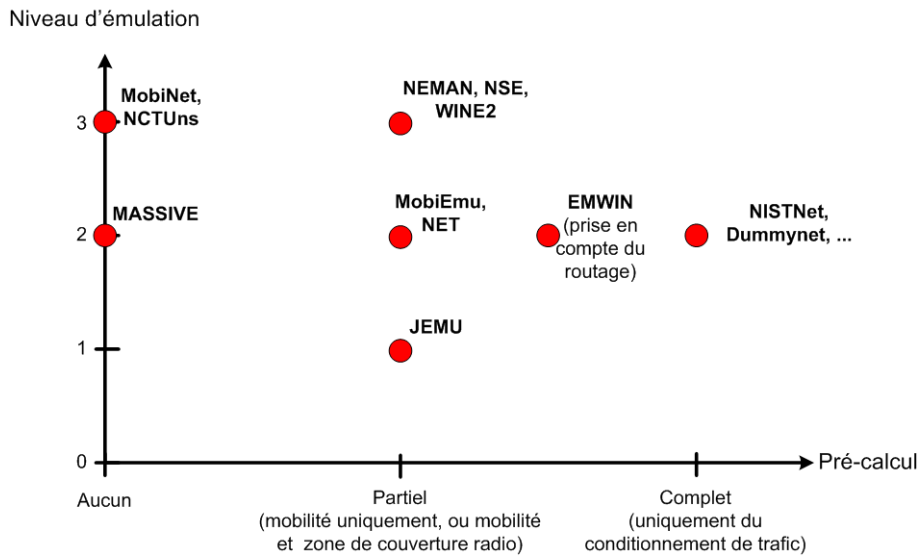 Niveau d'émulation
MobiNet,
NCTUns
NEMAN, NSE,
WINE2
3
MASSIVE
MobiEmu,
NET
EMWIN
(prise en
compte du
routage)
NISTNet,
Dummynet, ...
2
JEMU
1
0
Pré-calcul
Aucun
Partiel
(mobilité uniquement, ou mobilité
et zone de couverture radio)
Complet
(uniquement du
conditionnement de trafic)